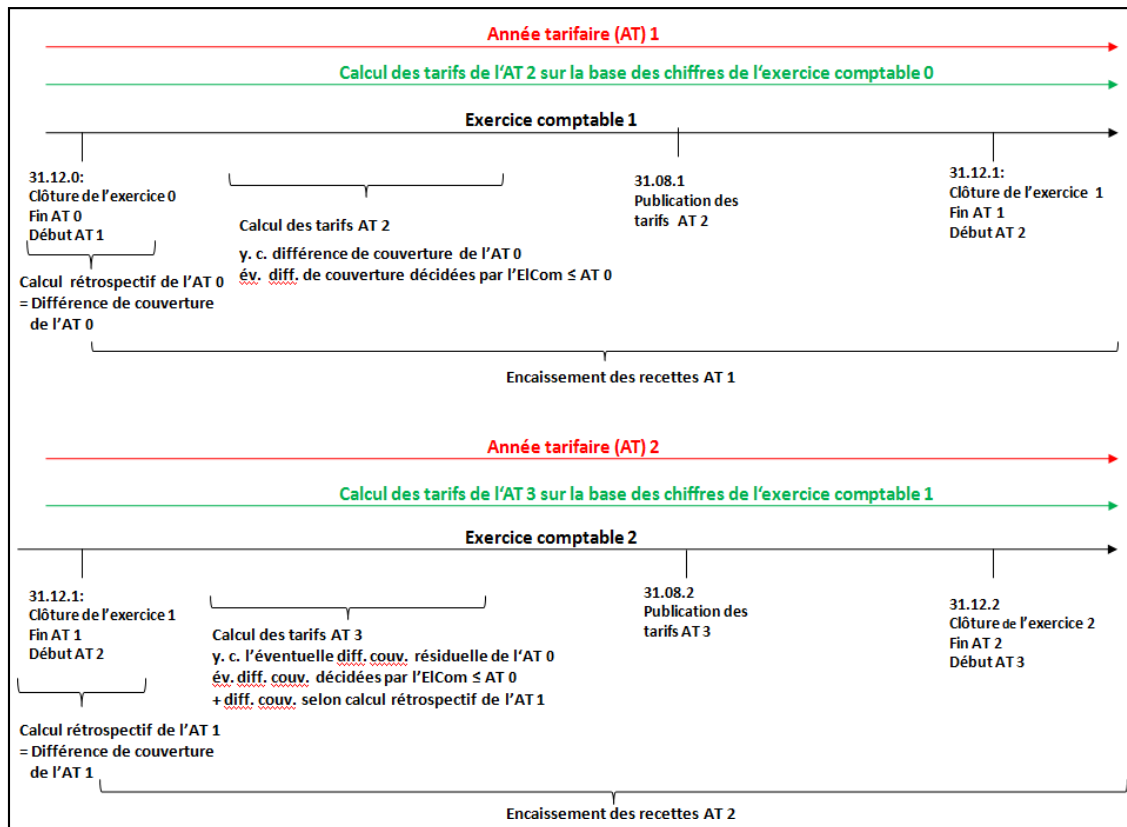 Année tarifaire (AT) 1
Calcul des tarifs de l‘AT 2 sur la base des chiffres de l‘exercice comptable 0
Exercice comptable 1
31.12.0:
Clôture de l’exercice 0
Fin AT 0
Début AT 1
Calcul rétrospectif de l’AT 0
= Différence de couverture
de l’AT 0
Calcul des tarifs AT 2
y. c. différence de couverture de l’AT 0
év. diff. de couverture décidées par l’ElCom ≤ AT 0
31.08.1
Publication des
tarifs AT 2
31.12.1:
Clôture de l’exercice 1
Fin AT 1
Début AT 2
Encaissement des recettes AT 1
Année tarifaire (AT) 2
Calcul des tarifs de l‘AT 3 sur la base des chiffres de l‘exercice comptable 1
Exercice comptable 2
31.12.1:
Clôture de l’exercice 1
Fin AT 1
Début AT 2
Calcul rétrospectif de l’AT 1
= Différence de couverture
de l’AT 1
Calcul des tarifs AT 3
y. c. l’éventuelle diff. couv. résiduelle de l‘AT 0
év. diff. couv. décidées par l’ElCom ≤ AT 0
+ diff. couv. selon calcul rétrospectif de l’AT 1
31.08.2
Publication des
tarifs AT 3
31.12.2
Clôture de l’exercice 2
Fin AT 2
Début AT 3
Encaissement des recettes AT 2